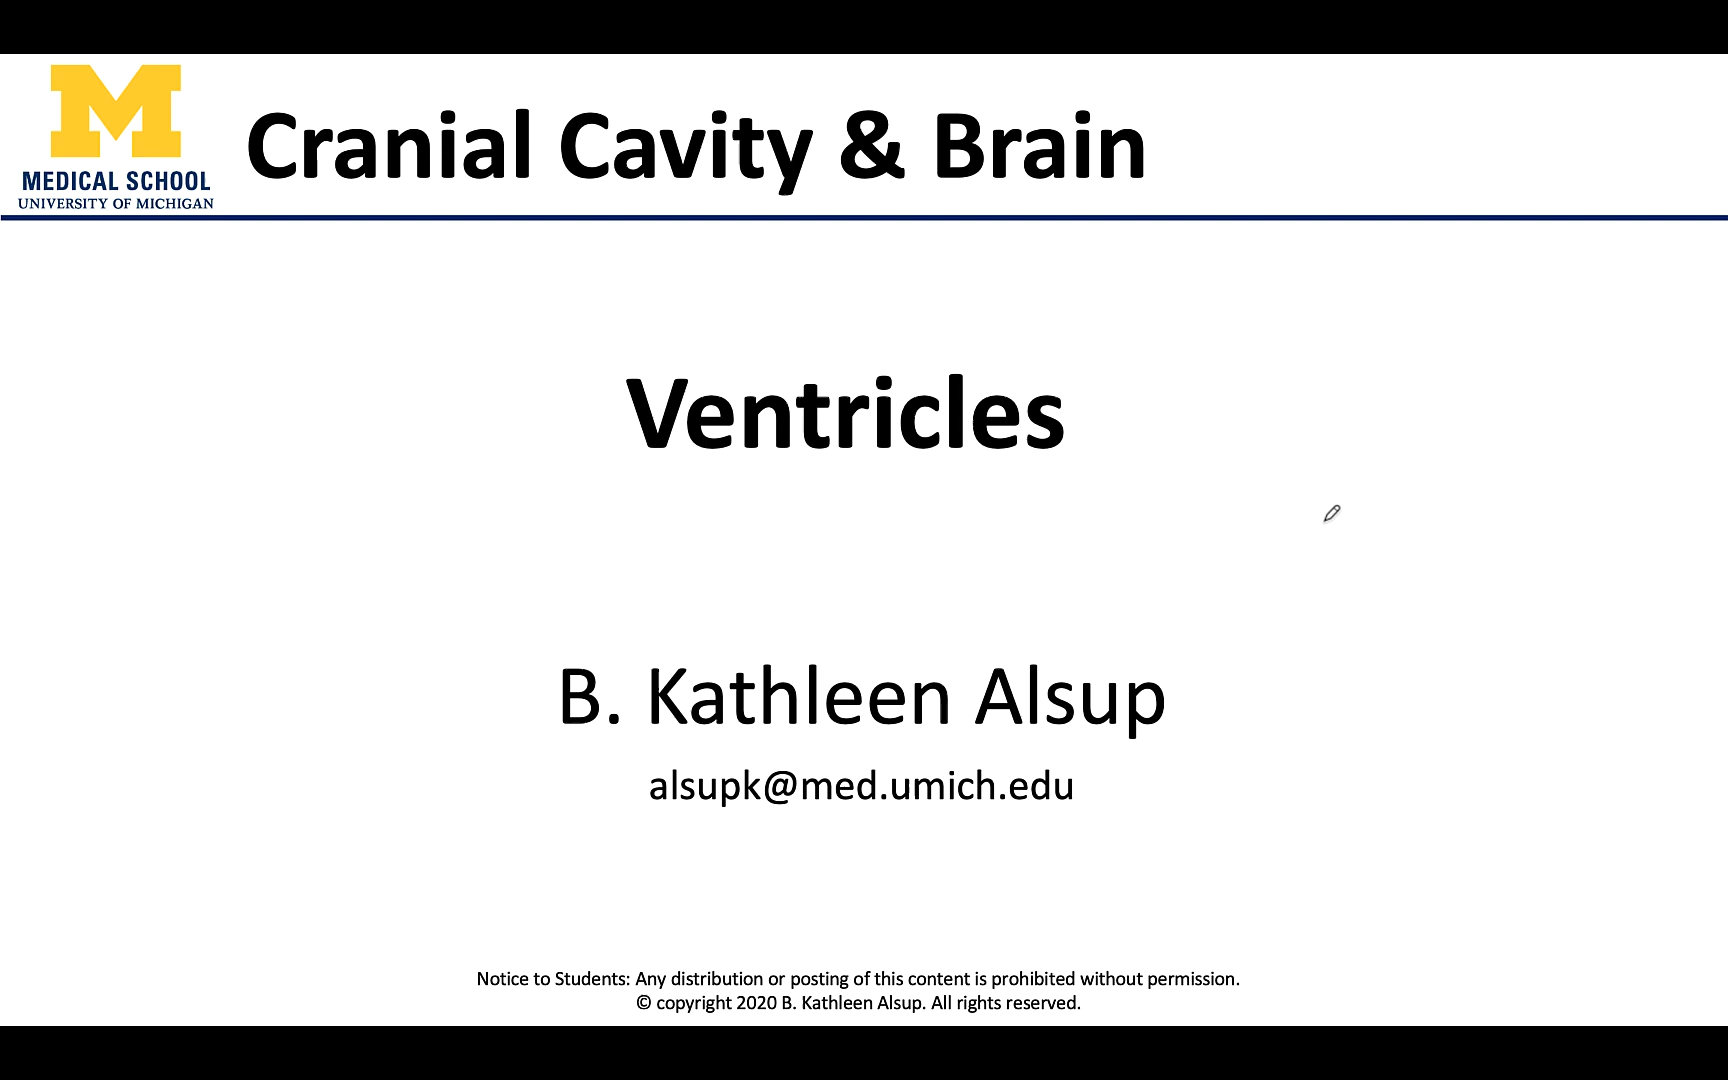 MEDICAL SCHOOL
UNIVERSITY OF MICHIGAN
Cranial Cavity & Brain
Ventricles
B. Kathleen Alsup
alsupk@med.umich.edu
Notice to Students: Any distribution or posting of this content is prohibited without permission.
© copyright 2020 B. Kathleen Alsup. All rights reserved.